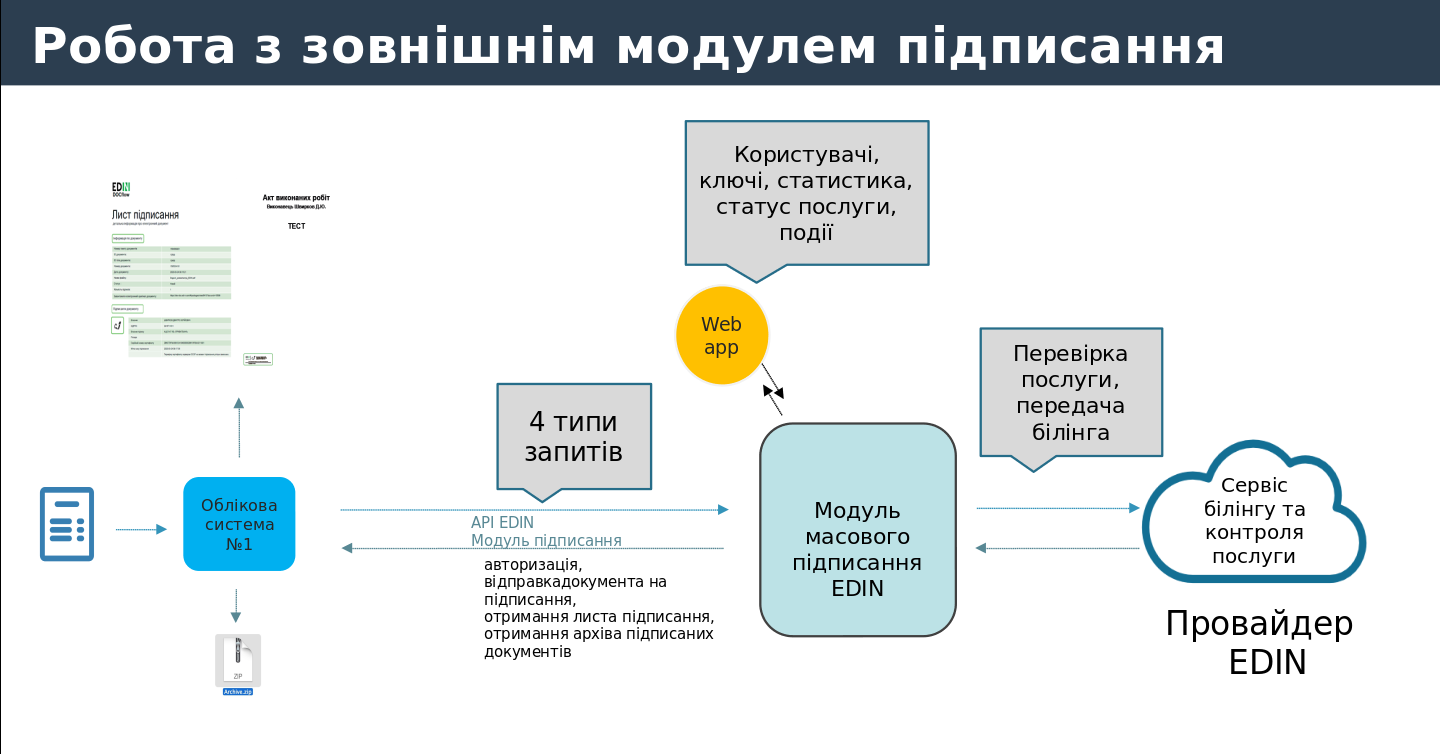 Робота з зовнішнім модулем підписання
Користувачі,
ключі, статистика,
статус послуги,
події
EDIN
DOCflow
Лист підписання
Акт виконаних робіт
Виконавець Шварков Д.Ю.
ТЕСТ
Web
app
Перевірка
послуги,
передача
білінга
4 типи
запитів
Облікова
система
№1
API EDIN
Модуль підписання
авторизація,
відправкадокумента на
підписання,
отримання листа підписання,
отримання архіва підписаних
документів
Модуль
масового
підписання
EDIN
Сервіс
білінгу та
контроля
послуги
Провайдер
EDIN
ZIP
Archive.zip